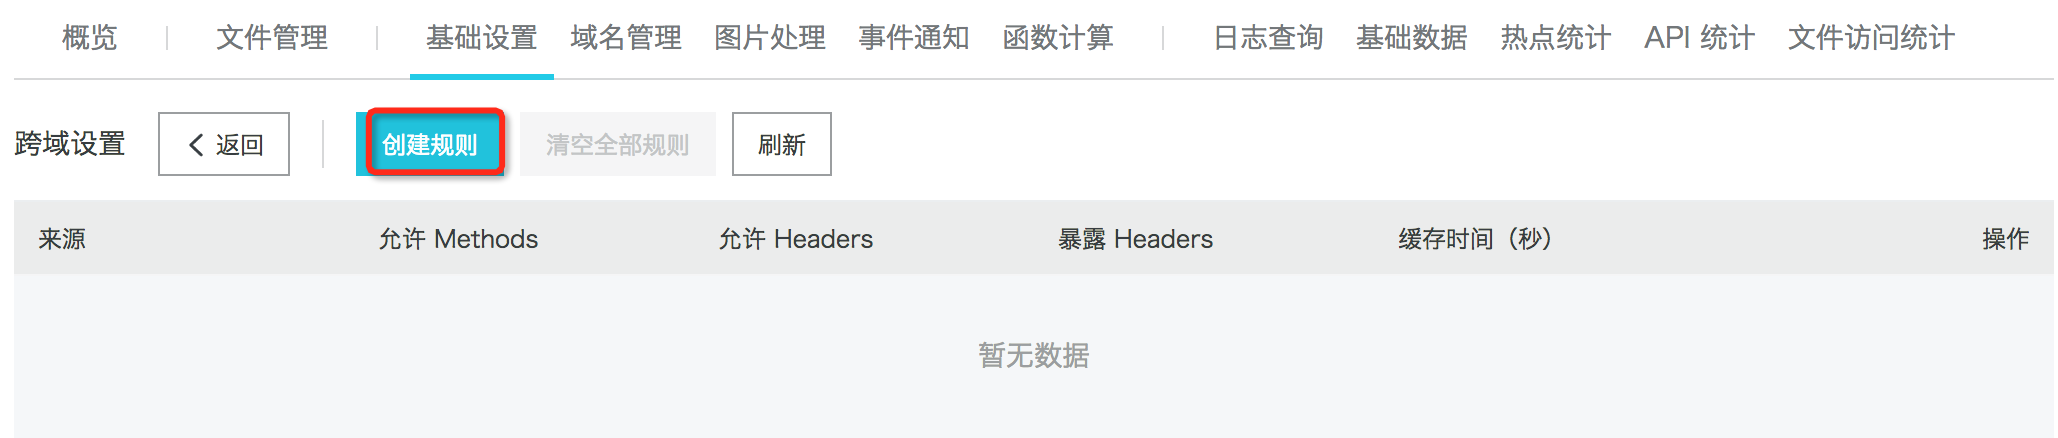 概览 文件管理 基础设置 域名管理 图片处理 事件通知 函数计算 日志查询 基础数据 热点统计 API 统计 文件访问统计
跨域设置 返回 创建规则 清空全部规则 刷新
来源 允许 Methods 允许 Headers 暴露 Headers 缓存时间（秒） 操作
暂无数据